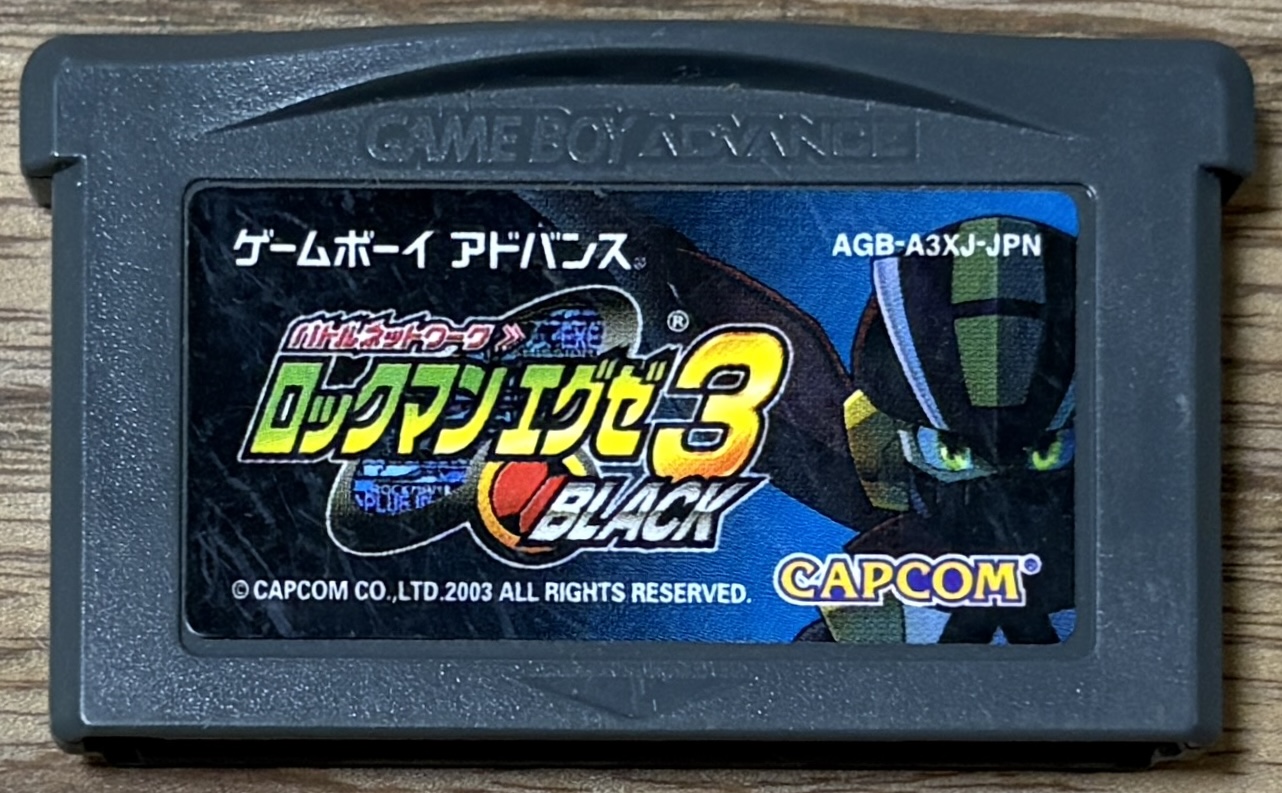 GAME BOY ADVANCE
ゲームボーイ アドバンス
AGB-A3XJ-JPN
バトルネットワーク
ロックマン エグゼ3
®
BLACK
CAPCOM
© CAPCOM CO.,LTD.2003 ALL RIGHTS RESERVED.